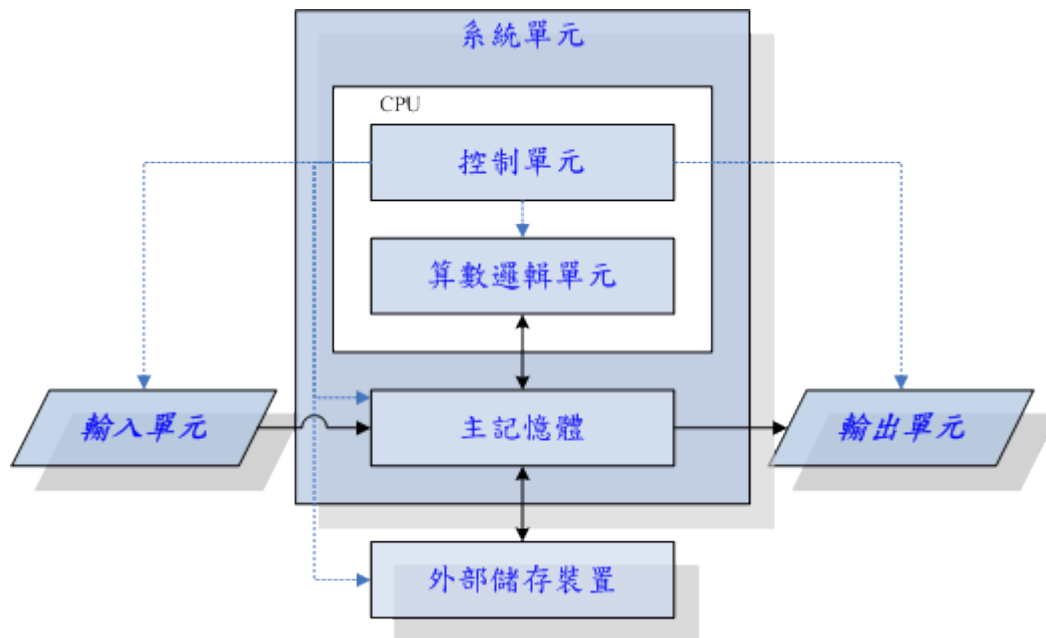 系統單元
CPU
控制單元
算數邏輯單元
輸入單元
主記憶體
輸出單元
外部儲存裝置